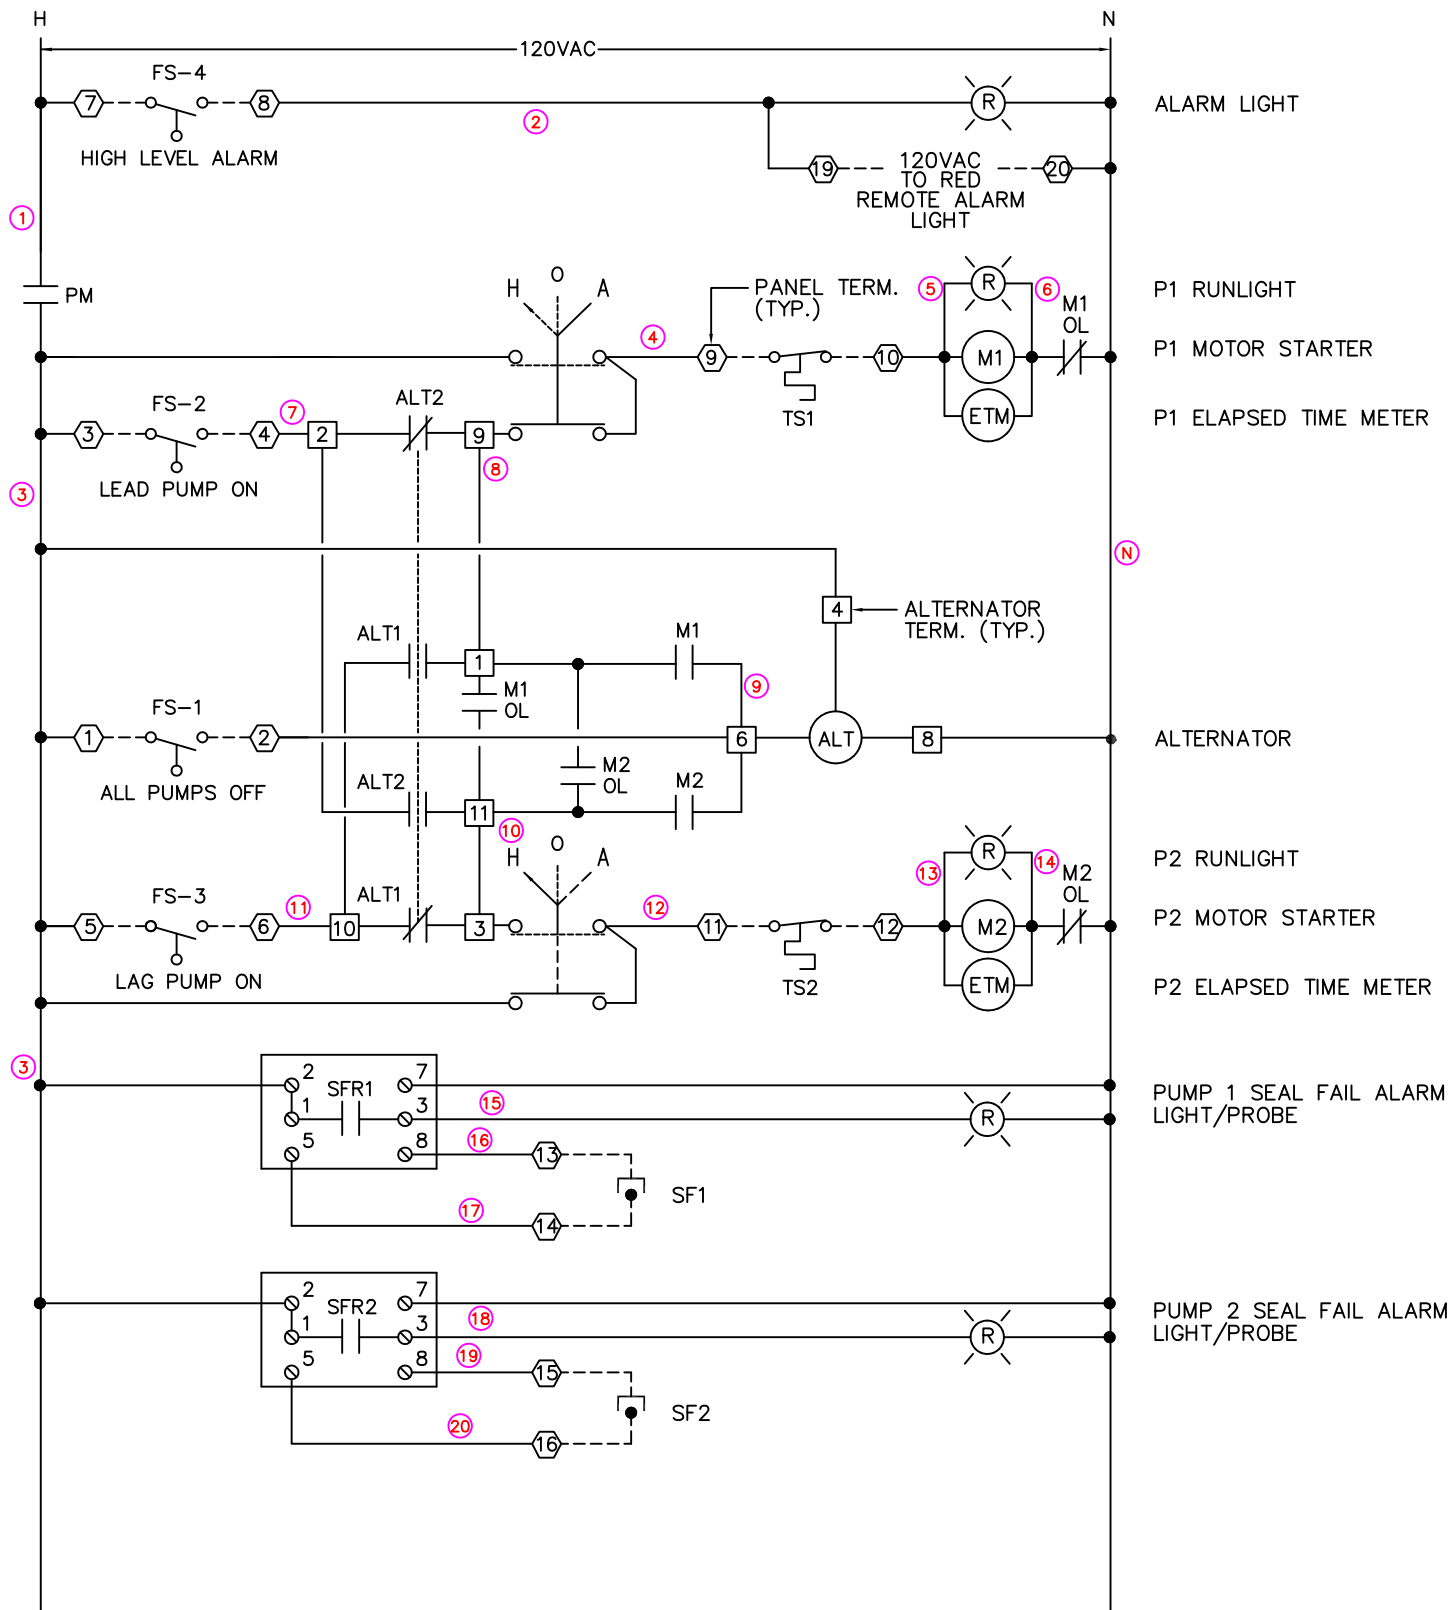 H
N
120VAC
FS-4
7
8
2
R
ALARM LIGHT
HIGH LEVEL ALARM
19
120VAC
TO RED
REMOTE ALARM
LIGHT
20
1
PM
H
O
A
PANEL TERM.
(TYP.)
5
R
6
M1
OL
P1 RUNLIGHT
4
9
TS1
10
M1
P1 MOTOR STARTER
ETM
P1 ELAPSED TIME METER
FS-2
3
4
7
2
ALT2
9
8
LEAD PUMP ON
3
N
4
ALTERNATOR
TERM. (TYP.)
ALT1
1
M1
M1
OL
9
FS-1
1
2
6
ALT
8
ALTERNATOR
ALL PUMPS OFF
M2
OL
ALT2
11
M2
10
H
O
A
R
13
14
M2
OL
P2 RUNLIGHT
FS-3
5
6
11
10
ALT1
3
12
11
TS2
12
M2
P2 MOTOR STARTER
LAG PUMP ON
ETM
P2 ELAPSED TIME METER
3
2
SFR1
7
1
3
15
R
PUMP 1 SEAL FAIL ALARM
LIGHT/PROBE
5
8
16
13
SF1
17
14
2
SFR2
7
1
3
18
R
PUMP 2 SEAL FAIL ALARM
LIGHT/PROBE
5
8
19
15
SF2
20
16